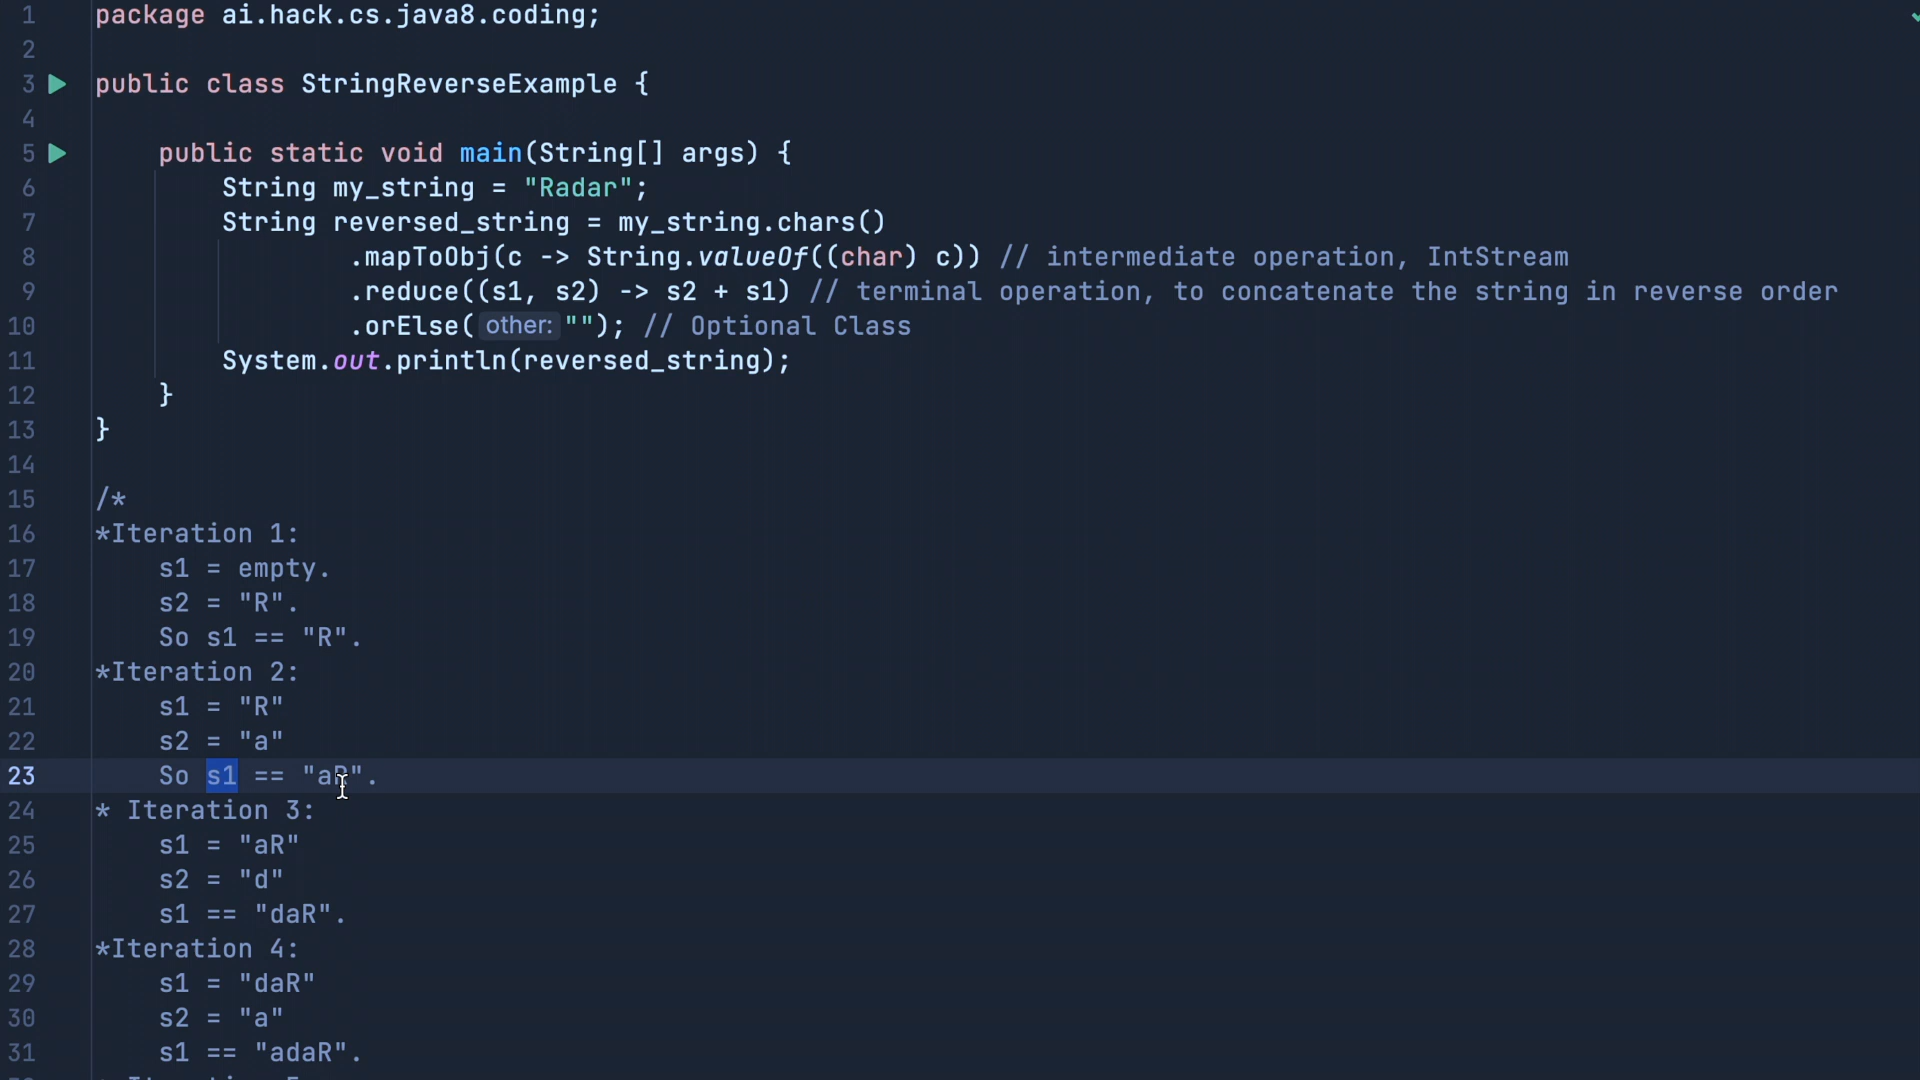 1 package ai.hack.cs.java8.coding;
2
3 public class StringReverseExample {
4
5 public static void main(String[] args) {
6 String my_string = "Radar";
7 String reversed_string = my_string.chars()
8 .mapToObj(c -> String.valueOf((char) c)) // intermediate operation, IntStream
9 .reduce((s1, s2) -> s2 + s1) // terminal operation, to concatenate the string in reverse order
10 .orElse( other: ""); // Optional Class
11 System.out.println(reversed_string);
12 }
13 }
14
15 /*
16 *Iteration 1:
17 s1 = empty.
18 s2 = "R".
19 So s1 == "R".
20 *Iteration 2:
21 s1 = "R"
22 s2 = "a"
23 So s1 == "aR".
24 * Iteration 3:
25 s1 = "aR"
26 s2 = "d"
27 s1 == "daR".
28 *Iteration 4:
29 s1 = "daR"
30 s2 = "a"
31 s1 == "adaR".